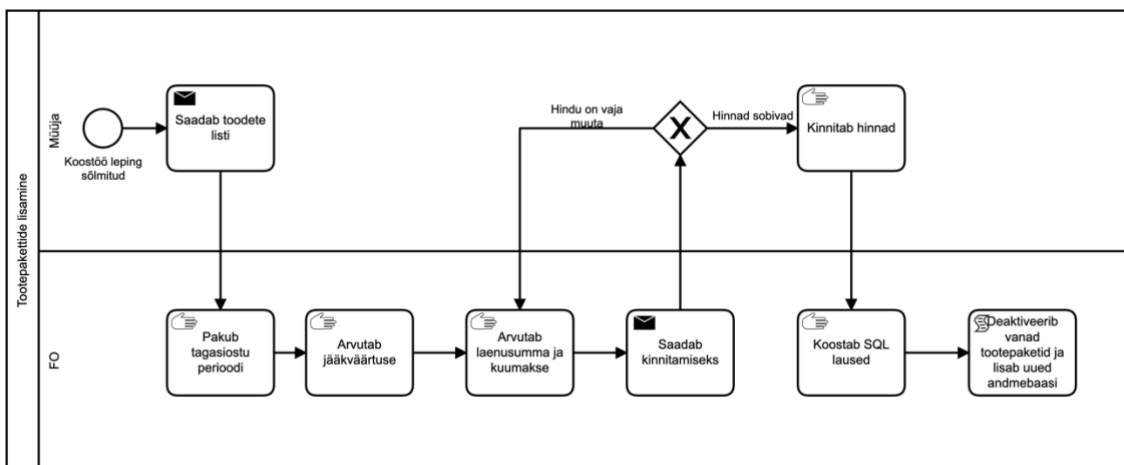 Tootepakettide lisamine
Müüja
Koostöö leping
sõlmitud
Saadab toodete
listi
Hindu on vaja
muuta
X
Hinnad sobivad
Kinnitab hinnad
FO
Pakub
tagasiostu
perioodi
Arvutab
jääkväärtuse
Arvutab
laenusumma ja
kuumakse
Saadab
kinnitamiseks
Koostab SQL
laused
Deaktiveerib
vanad
tootepaketid ja
lisab uued
andmebaasi